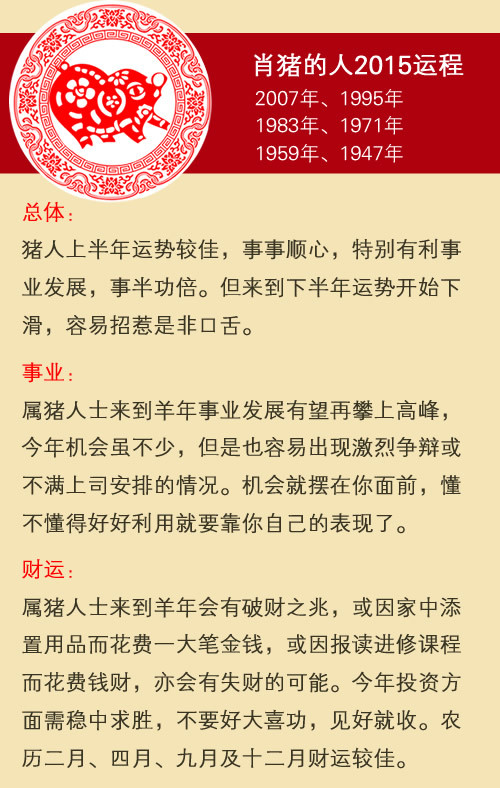 肖猪的人2015运程
2007年、1995年
1983年、1971年
1959年、1947年
总体：
猪人上半年运势较佳，事事顺心，特别有利事
业发展，事半功倍。但来到下半年运势开始下
滑，容易招惹是非口舌。
事业：
属猪人士来到羊年事业发展有望再攀上高峰，
今年机会虽不少，但是也容易出现激烈争辩或
不满上司安排的情况。机会就摆在你面前，懂
不懂得好好利用就要靠你自己的表现了。
财运：
属猪人士来到羊年会有破财之兆，或因家中添
置用品而花费一大笔金钱，或因报读进修课程
而花费钱财，亦会有失财的可能。今年投资方
面需稳中求胜，不要好大喜功，见好就收。农
历二月、四月、九月及十二月财运较佳。